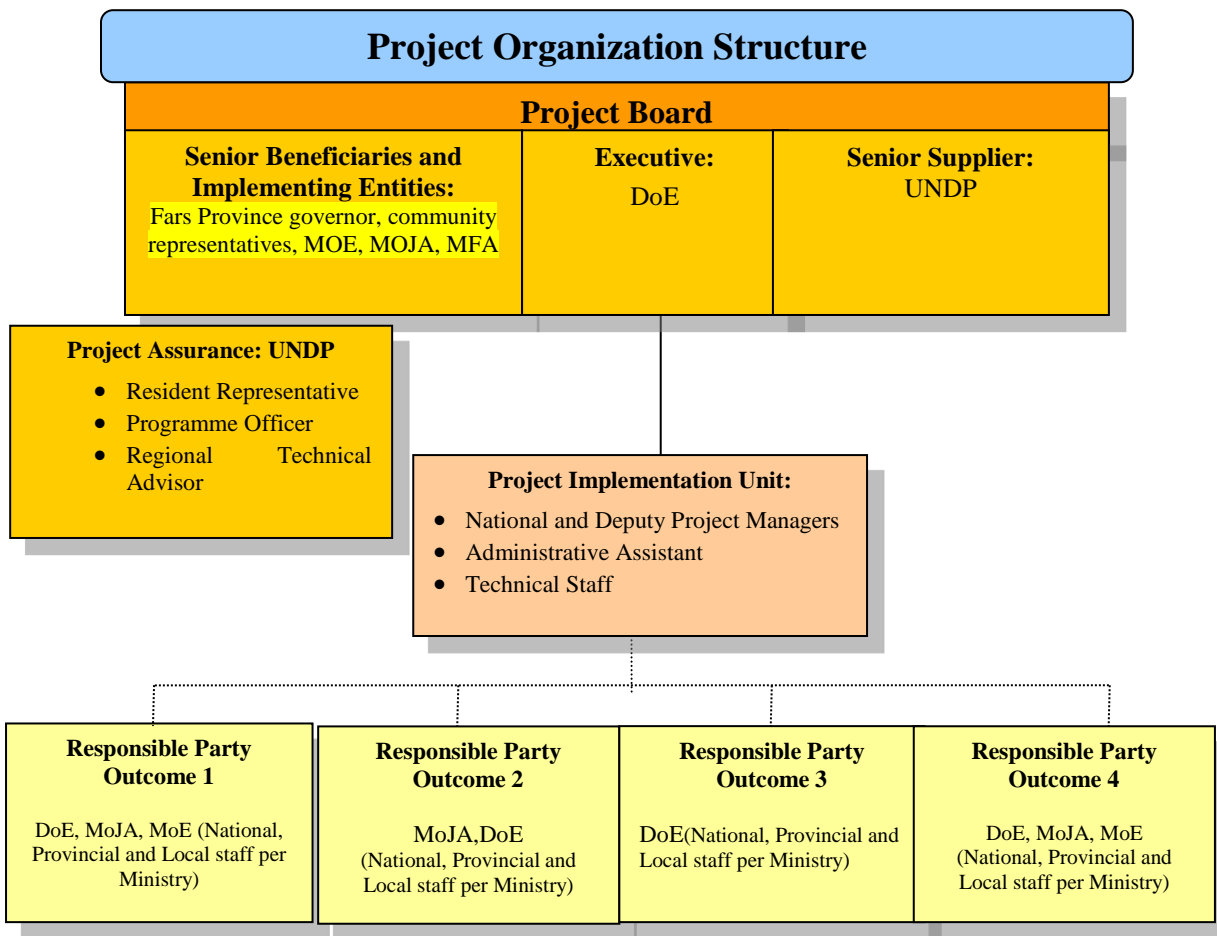 Project Organization Structure
Project Board
Senior Beneficiaries and
Implementing Entities:
Fars Province governor, community
representatives, MOE, MOJA, MFA
Executive:
DoE
Senior Supplier:
UNDP
Project Assurance: UNDP
• Resident Representative
• Programme Officer
• Regional Technical
Advisor
Project Implementation Unit:
• National and Deputy Project Managers
• Administrative Assistant
• Technical Staff
Responsible Party
Outcome 1
DoE, MoJA, MoE (National,
Provincial and Local staff per
Ministry)
Responsible Party
Outcome 2
MoJA,DoE
(National, Provincial and
Local staff per Ministry)
Responsible Party
Outcome 3
DoE(National, Provincial and
Local staff per Ministry)
Responsible Party
Outcome 4
DoE, MoJA, MoE
(National, Provincial and
Local staff per Ministry)